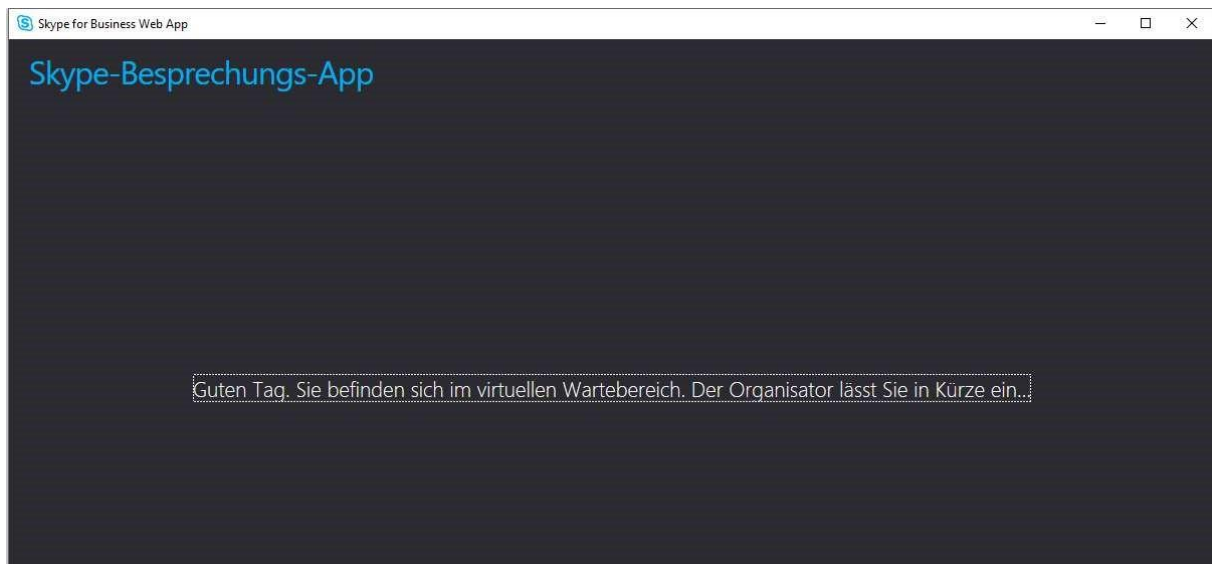 Skype for Business Web App
Skype-Besprechungs-App
Guten Tag. Sie befinden sich im virtuellen Wartebereich. Der Organisator lässt Sie in Kürze ein...